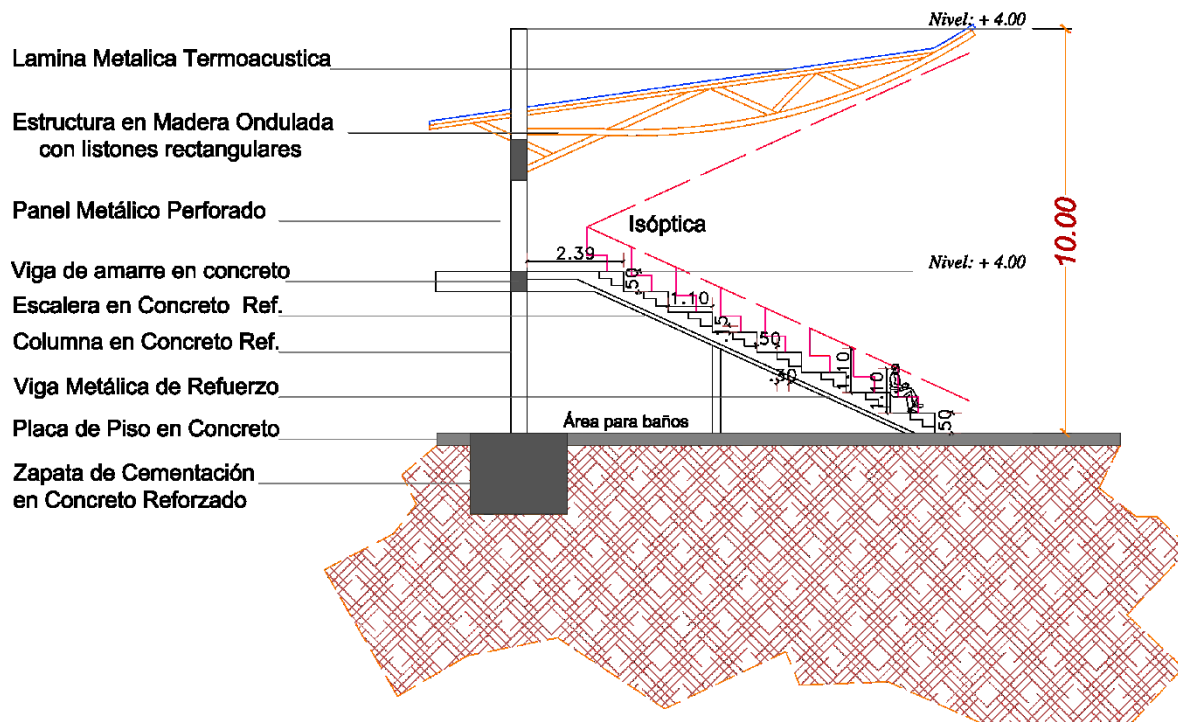 Nivel: + 4.00
Lamina Metalica Termoacustica
Estructura en Madera Ondulada
con listones rectangulares
Panel Metálico Perforado
Isóptica
10.00
2.39
Viga de amarre en concreto
Nivel: + 4.00
.50
Escalera en Concreto Ref.
1.10
Columna en Concreto Ref.
.50
1.10
1.10
Viga Metálica de Refuerzo
.30
.50
Placa de Piso en Concreto
Área para baños
Zapata de Cementación
en Concreto Reforzado